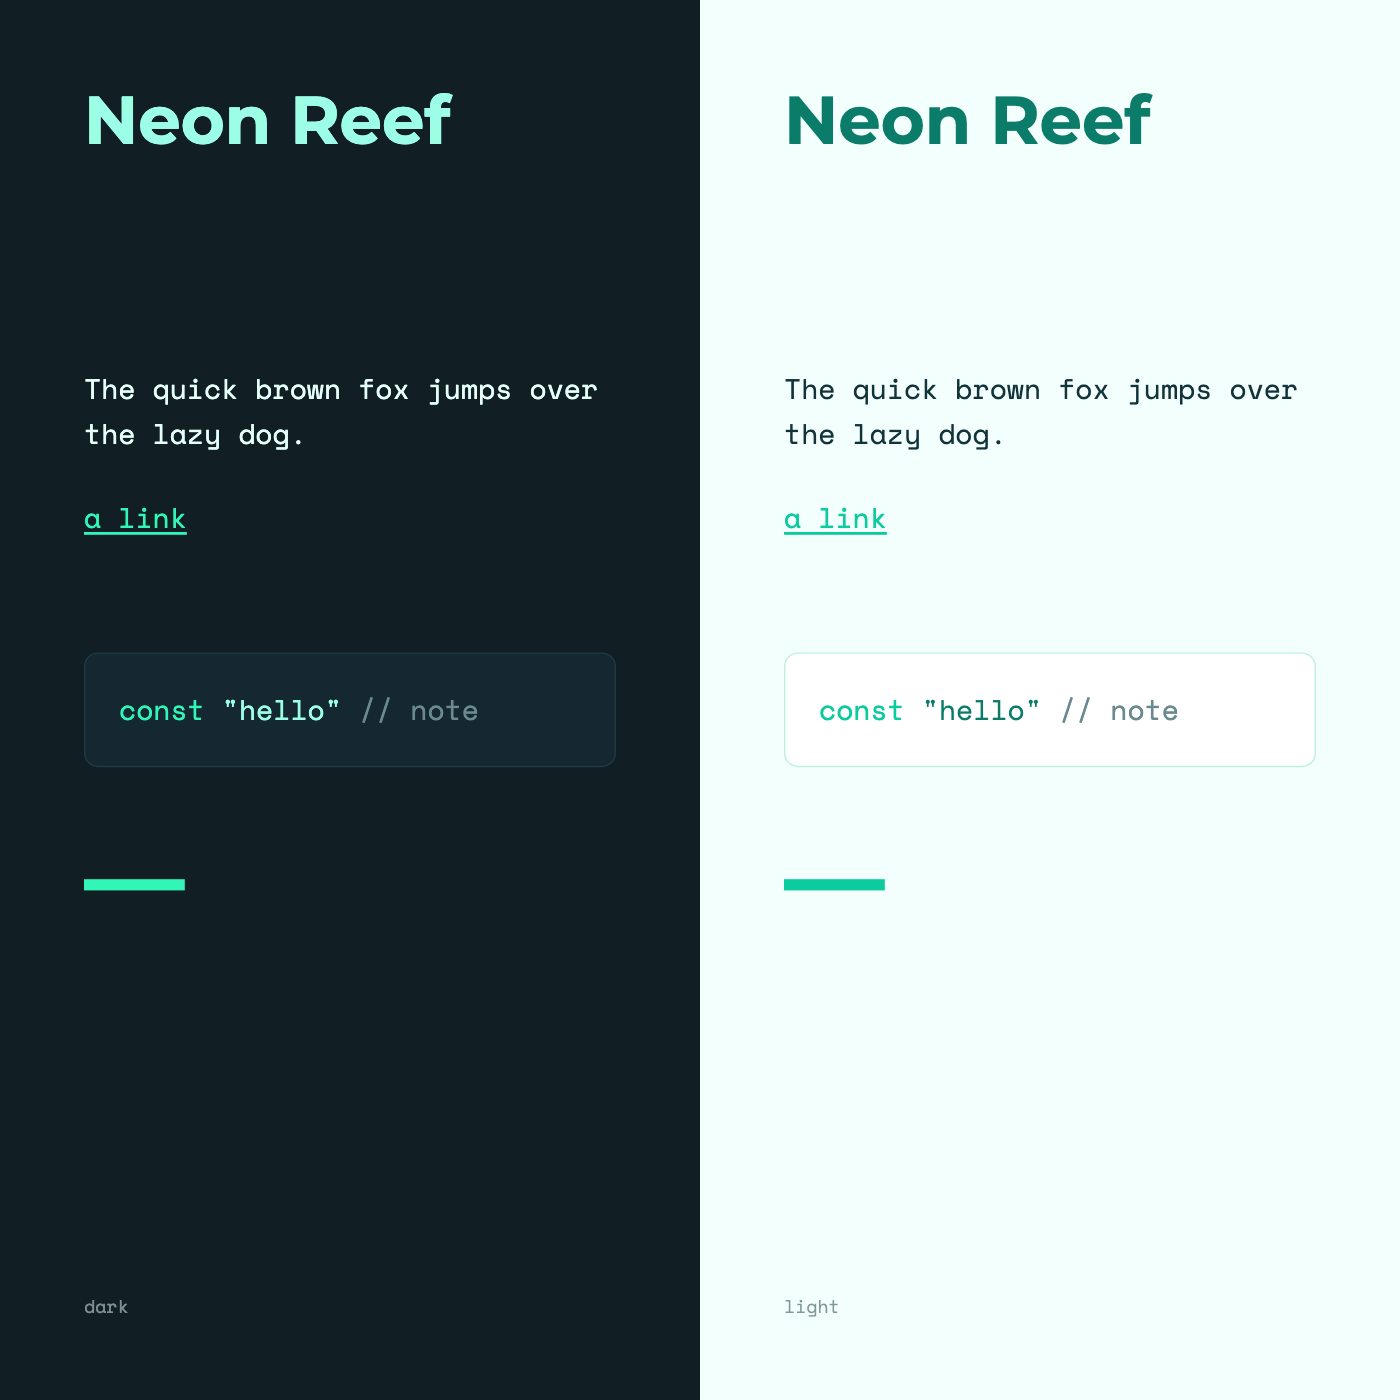 Neon Reef
The quick brown fox jumps over
the lazy dog.
a link
const "hello" // note
dark
Neon Reef
The quick brown fox jumps over
the lazy dog.
a link
const "hello" // note
light